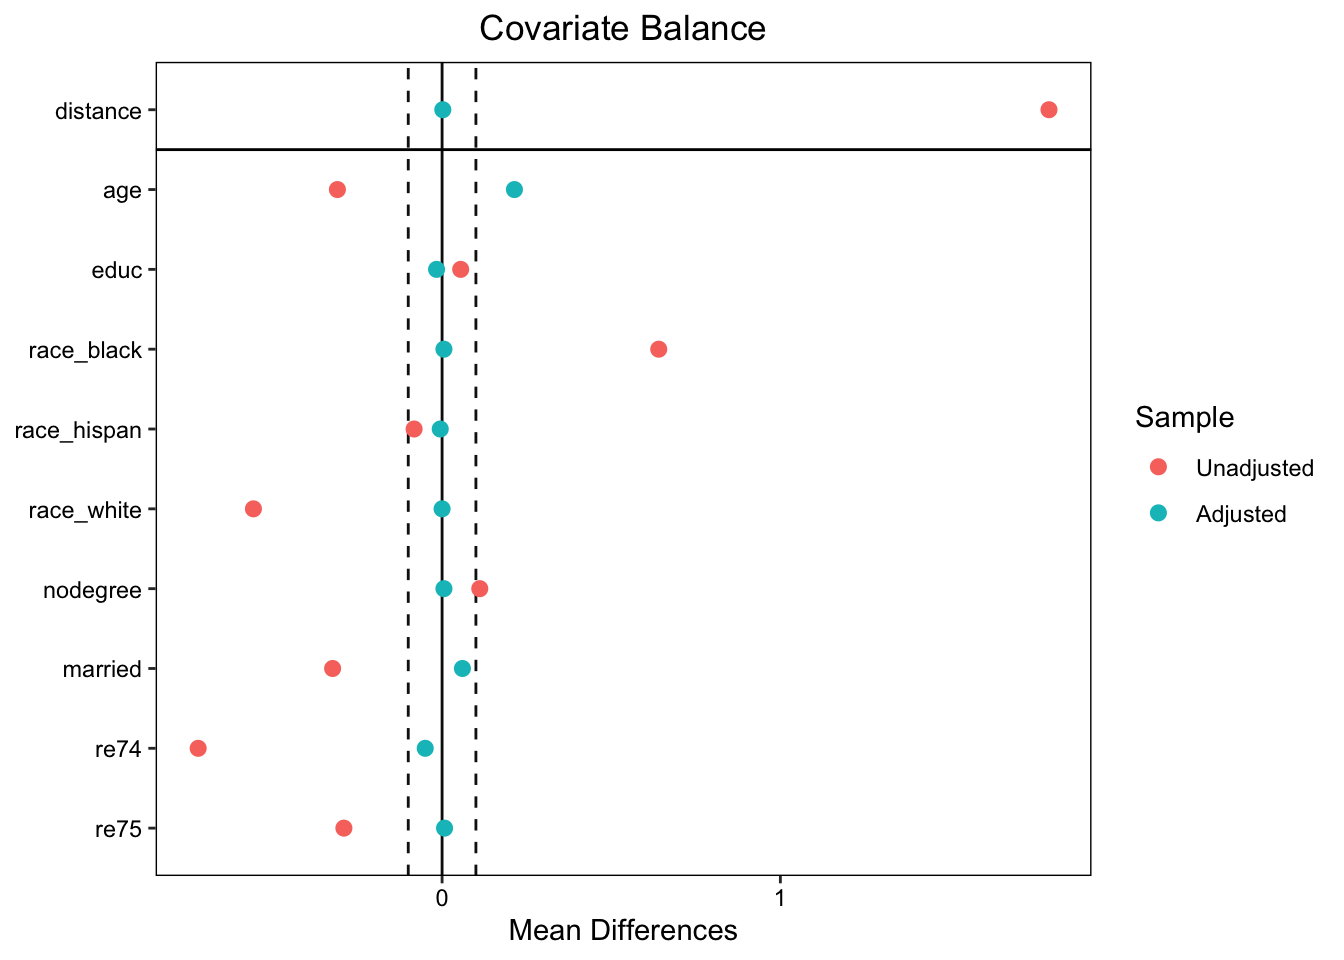 Covariate Balance
distance
age
educ
race_black
race_hispan
race_white
nodegree
married
re74
re75
0 1
Mean Differences
Sample
Unadjusted
Adjusted